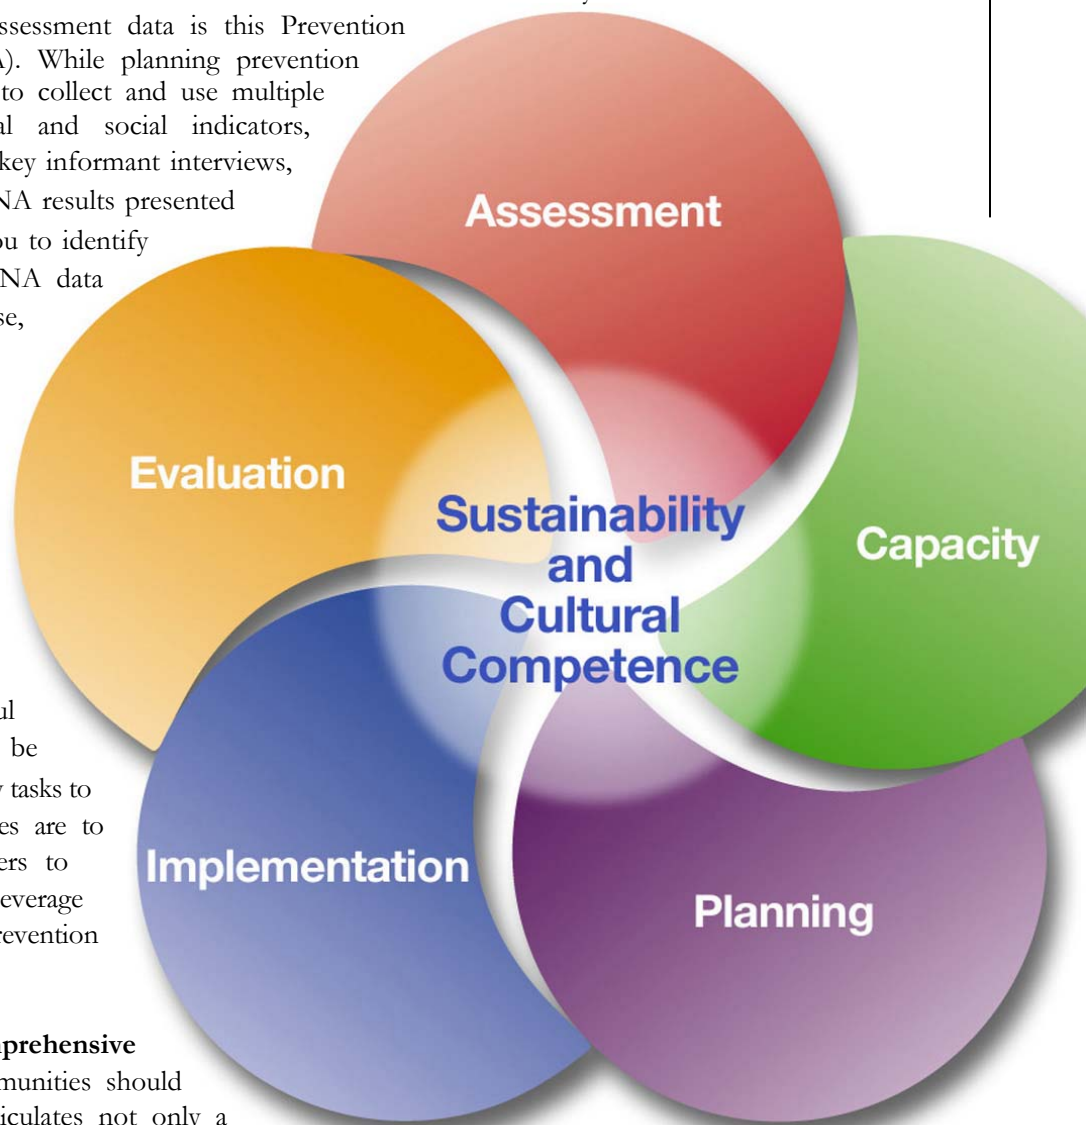 assessment data is this Prevention
A). While planning prevention
to collect and use multiple
al and social indicators,
key informant interviews,
NA results presented
ou to identify
NA data
se,
Assessment
Evaluation
Capacity
Sustainability
and
Cultural
Competence
Implementation
Planning
ul
be
y tasks to
es are to
ers to
everage
revention
prehensive
munities should
iculates not only a